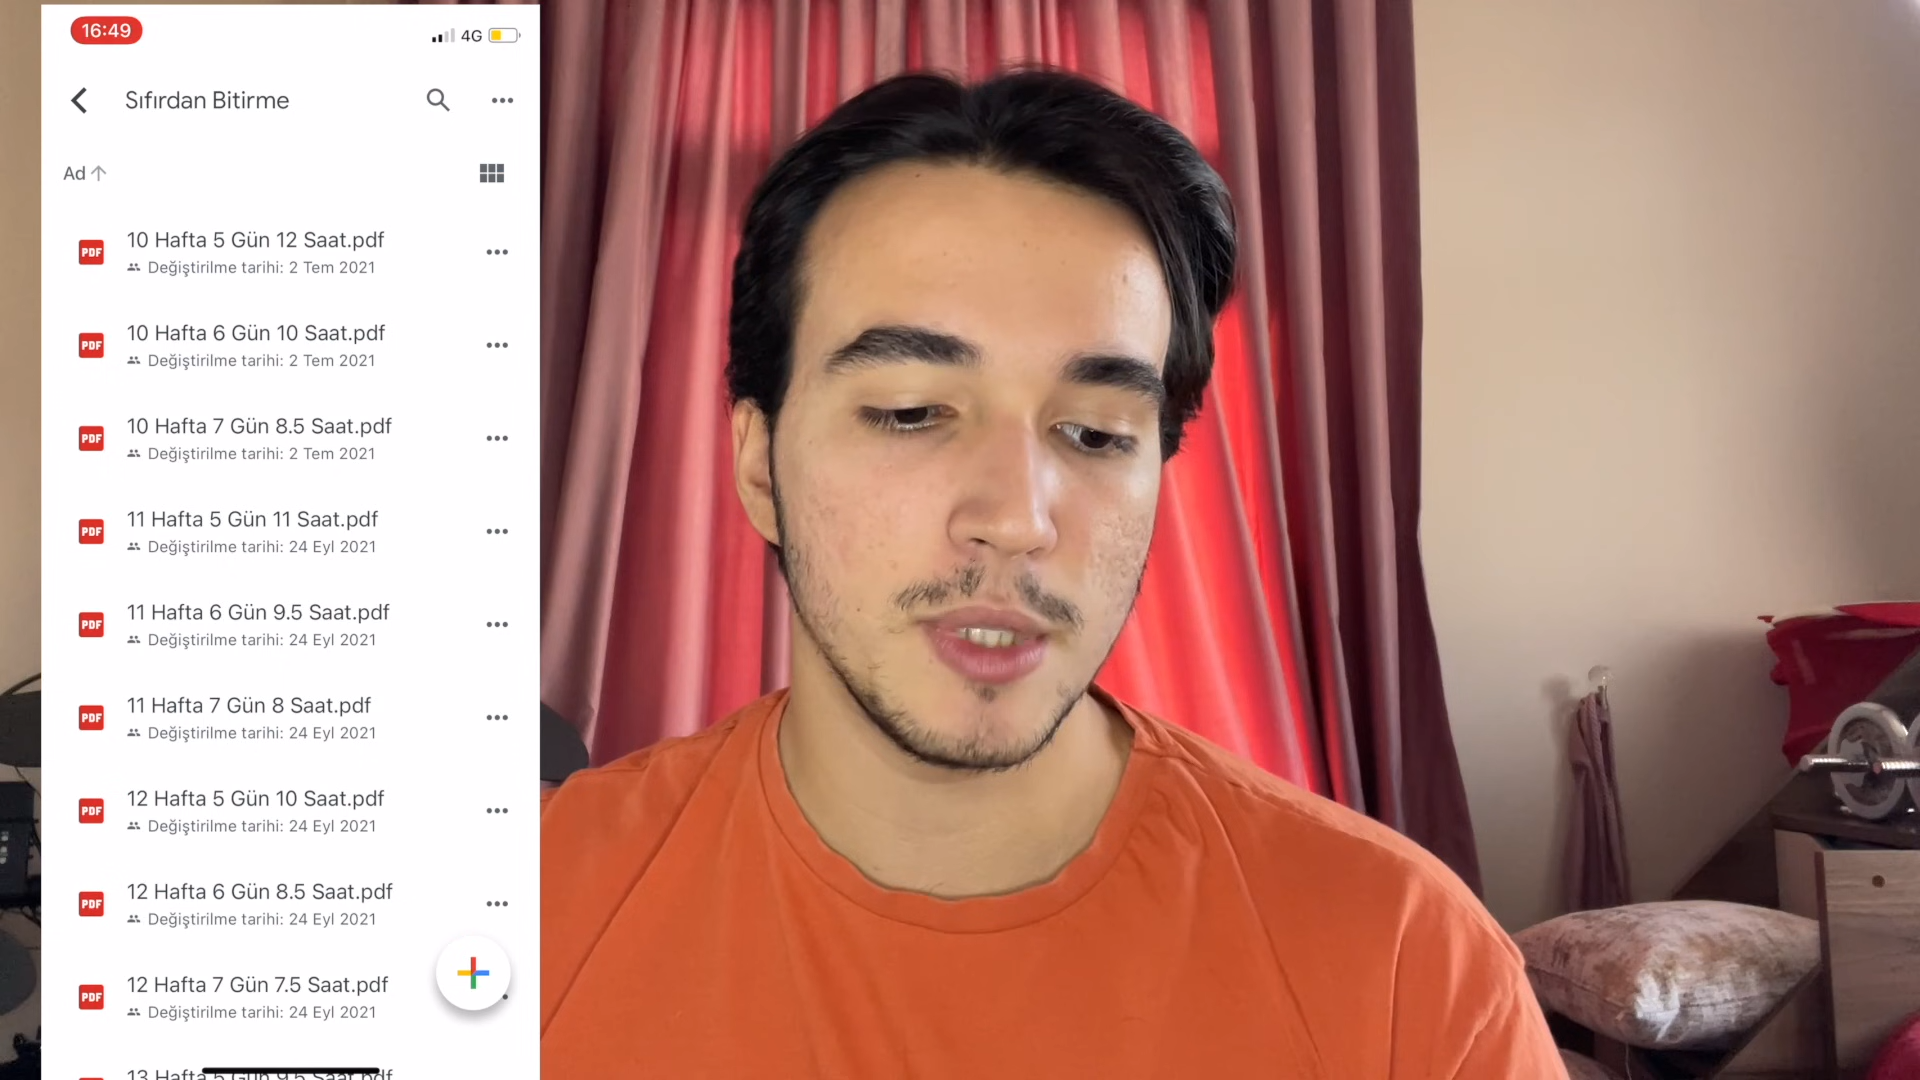 16:49
4G
Sıfırdan Bitirme
Ad
PDF
10 Hafta 5 Gün 12 Saat.pdf
Değiştirilme tarihi: 2 Tem 2021
PDF
10 Hafta 6 Gün 10 Saat.pdf
Değiştirilme tarihi: 2 Tem 2021
PDF
10 Hafta 7 Gün 8.5 Saat.pdf
Değiştirilme tarihi: 2 Tem 2021
PDF
11 Hafta 5 Gün 11 Saat.pdf
Değiştirilme tarihi: 24 Eyl 2021
PDF
11 Hafta 6 Gün 9.5 Saat.pdf
Değiştirilme tarihi: 24 Eyl 2021
PDF
11 Hafta 7 Gün 8 Saat.pdf
Değiştirilme tarihi: 24 Eyl 2021
PDF
12 Hafta 5 Gün 10 Saat.pdf
Değiştirilme tarihi: 24 Eyl 2021
PDF
12 Hafta 6 Gün 8.5 Saat.pdf
Değiştirilme tarihi: 24 Eyl 2021
PDF
12 Hafta 7 Gün 7.5 Saat.pdf
Değiştirilme tarihi: 24 Eyl 2021
13 Hafta 5 Gün 9.5 Saat.pdf